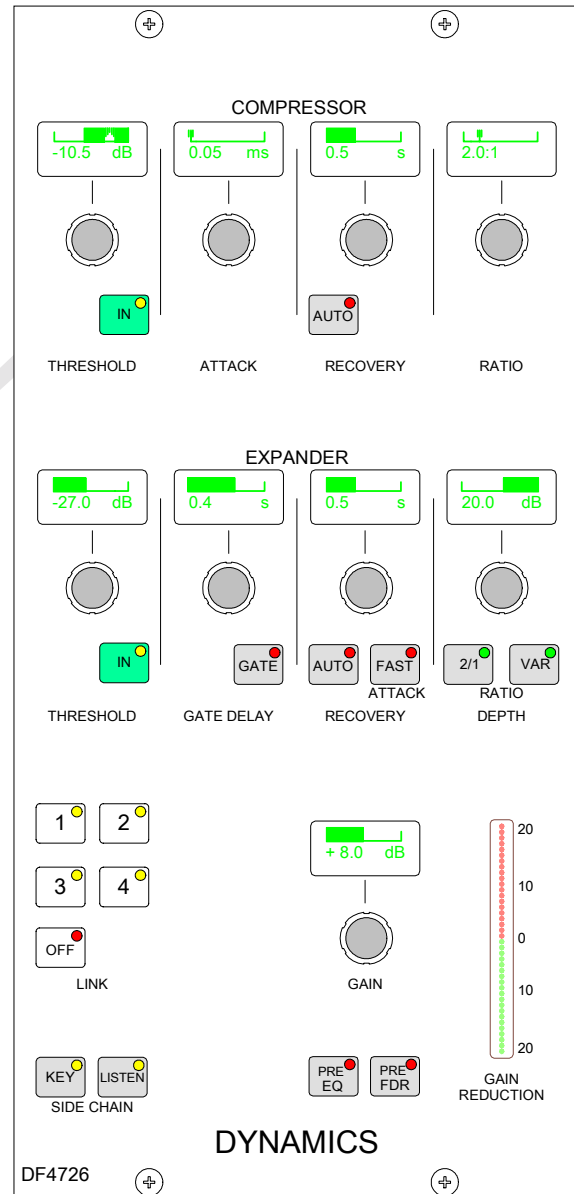 COMPRESSOR
-10.5 dB
0.05 ms
0.5 s
2.0:1
IN
AUTO
THRESHOLD
ATTACK
RECOVERY
RATIO
EXPANDER
-27.0 dB
0.4 s
0.5 s
20.0 dB
IN
GATE
AUTO
FAST
2/1
VAR
ATTACK
RATIO
THRESHOLD
GATE DELAY
RECOVERY
DEPTH
1
2
3
4
OFF
LINK
+ 8.0 dB
GAIN
20
10
0
10
20
GAIN
REDUCTION
KEY
LISTEN
SIDE CHAIN
PRE
EQ
PRE
FDR
DYNAMICS
DF4726